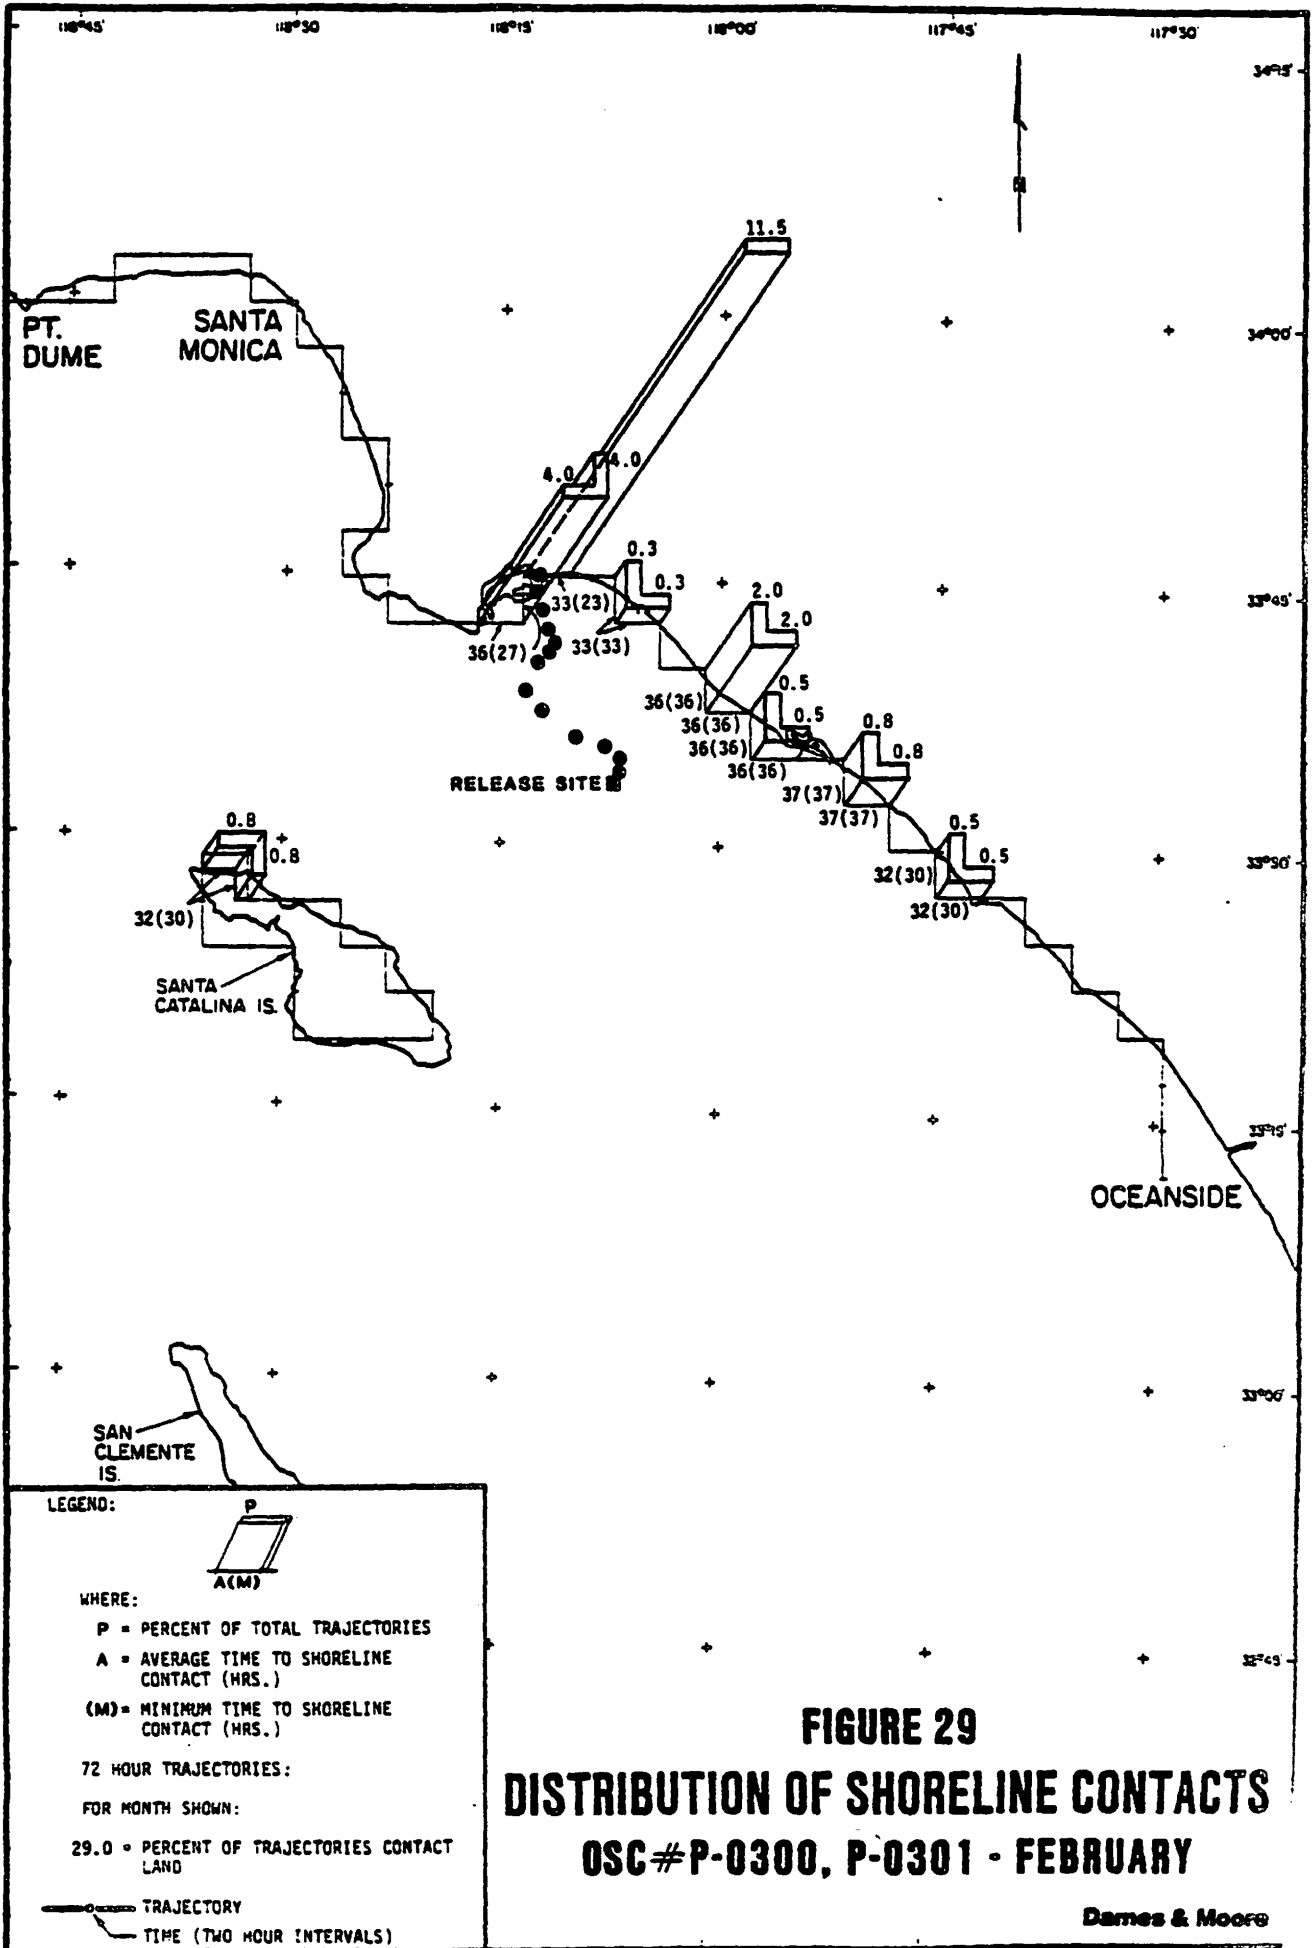 118°45' 118°30' 118°15' 118°00' 117°45' 117°30'
34°15'
11.5
PT.
DUME
SANTA
MONICA
34°00'
4.0 4.0
0.3
0.3
33°45'
33(23)
2.0
2.0
36(27)
33(33)
0.5
36(36)
36(36)
0.5
0.8
36(36)
0.8
36(36)
RELEASE SITE
37(37)
37(37)
0.8
0.8
0.5
33°30'
0.5
32(30)
32(30)
32(30)
SANTA
CATALINA IS.
33°15'
OCEANSIDE
33°00'
SAN
CLEMENTE
IS.
LEGEND:
P
A(M)
WHERE:
P = PERCENT OF TOTAL TRAJECTORIES
A = AVERAGE TIME TO SHORELINE
CONTACT (HRS.)
(M)= MINIMUM TIME TO SHORELINE
CONTACT (HRS.)
72 HOUR TRAJECTORIES:
FOR MONTH SHOWN:
29.0 = PERCENT OF TRAJECTORIES CONTACT
LAND
TRAJECTORY
TIME (TWO HOUR INTERVALS)
32°45'
FIGURE 29
DISTRIBUTION OF SHORELINE CONTACTS
OSC#P-0300, P-0301 - FEBRUARY
Dames & Moore